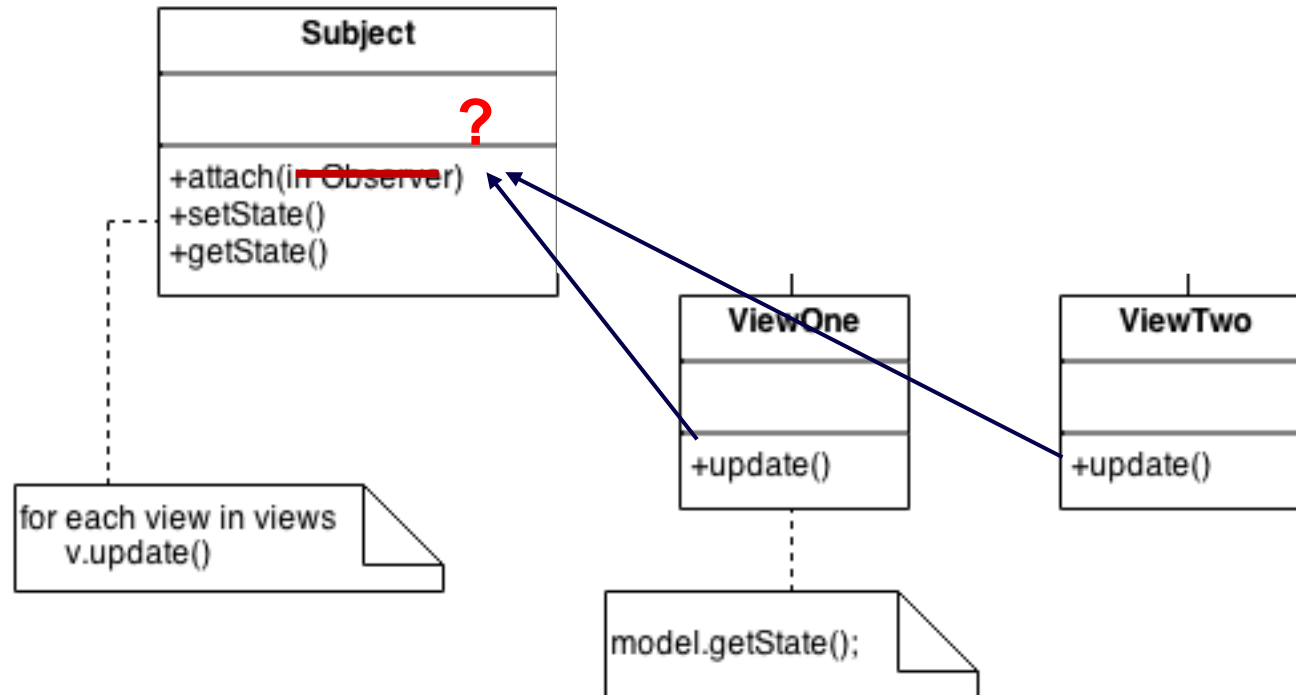 Subject
?
+attach(in Observer)
+setState()
+getState()
ViewOne
ViewTwo
+update()
+update()
for each view in views
v.update()
model.getState();